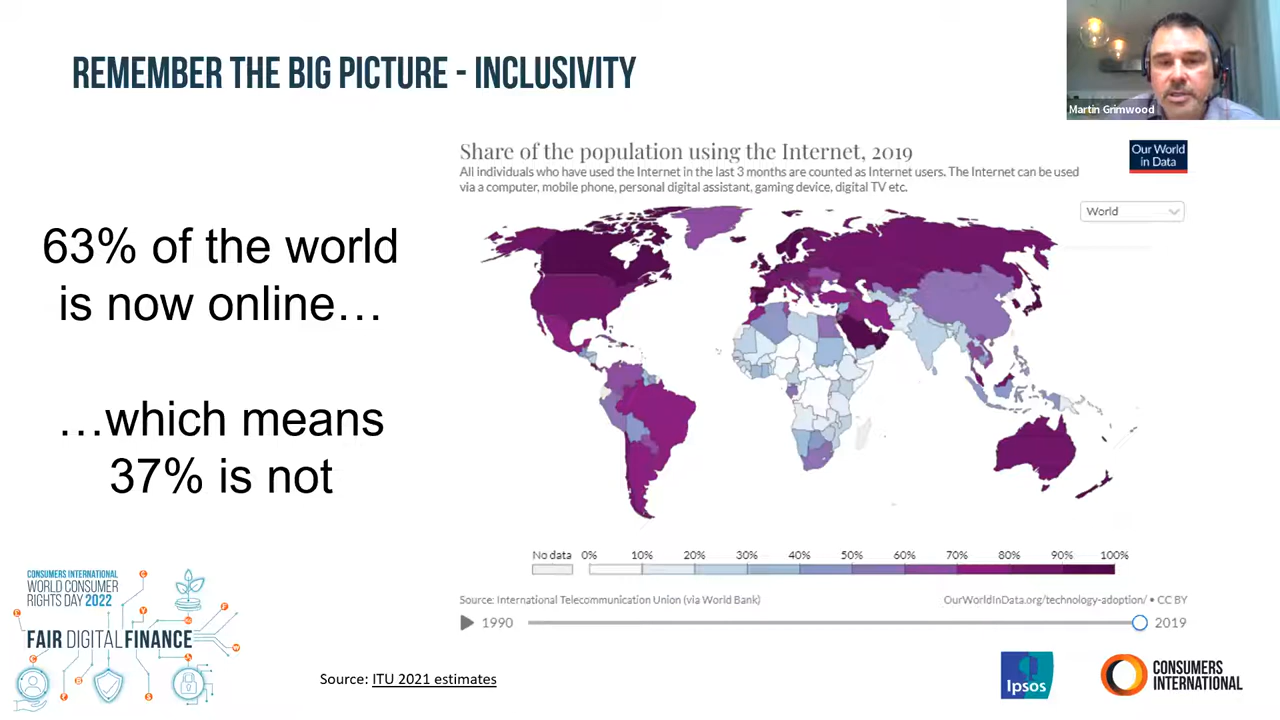 REMEMBER THE BIG PICTURE - INCLUSIVITY
Martin Grimwood
Share of the population using the Internet, 2019
All individuals who have used the Internet in the last 3 months are counted as Internet users. The Internet can be used
via a computer, mobile phone, personal digital assistant, gaming device, digital TV etc.
Our World
in Data
World
63% of the world
is now online…
…which means
37% is not
No data 0% 10% 20% 30% 40% 50% 60% 70% 80% 90% 100%
Source: International Telecommunication Union (via World Bank)
OurWorldInData.org/technology-adoption/ • CC BY
1990
2019
CONSUMERS INTERNATIONAL
WORLD CONSUMER
RIGHTS DAY 2022
FAIR DIGITAL FINANCE
Source: ITU 2021 estimates
Ipsos
CONSUMERS
INTERNATIONAL